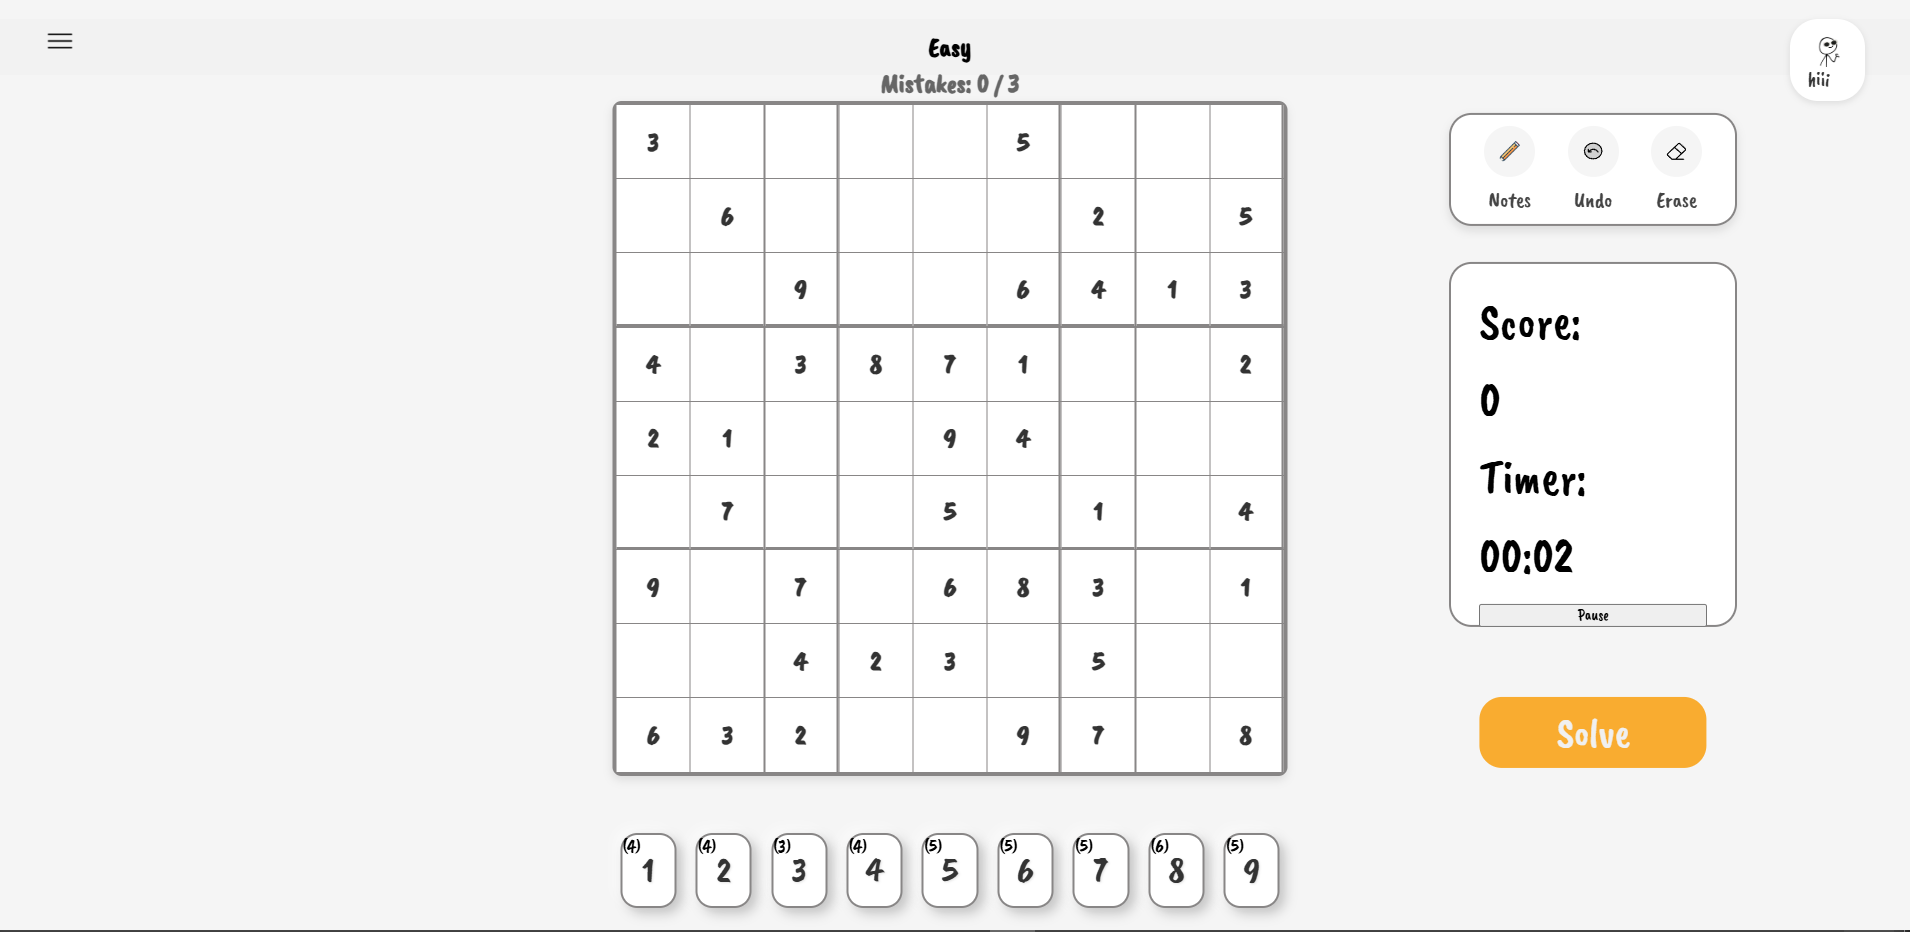 Easy
hiii
Mistakes: 0 / 3
3 5
6 2 5
9 6 4 1 3
4 3 8 7 1 2
2 1 9 4
7 5 1 4
9 7 6 8 3 1
4 2 3 5
6 3 2 9 7 8
Notes Undo Erase
Score:
0
Timer:
00:02
Pause
Solve
(4) (4) (3) (4) (5) (5) (5) (6) (5)
1 2 3 4 5 6 7 8 9